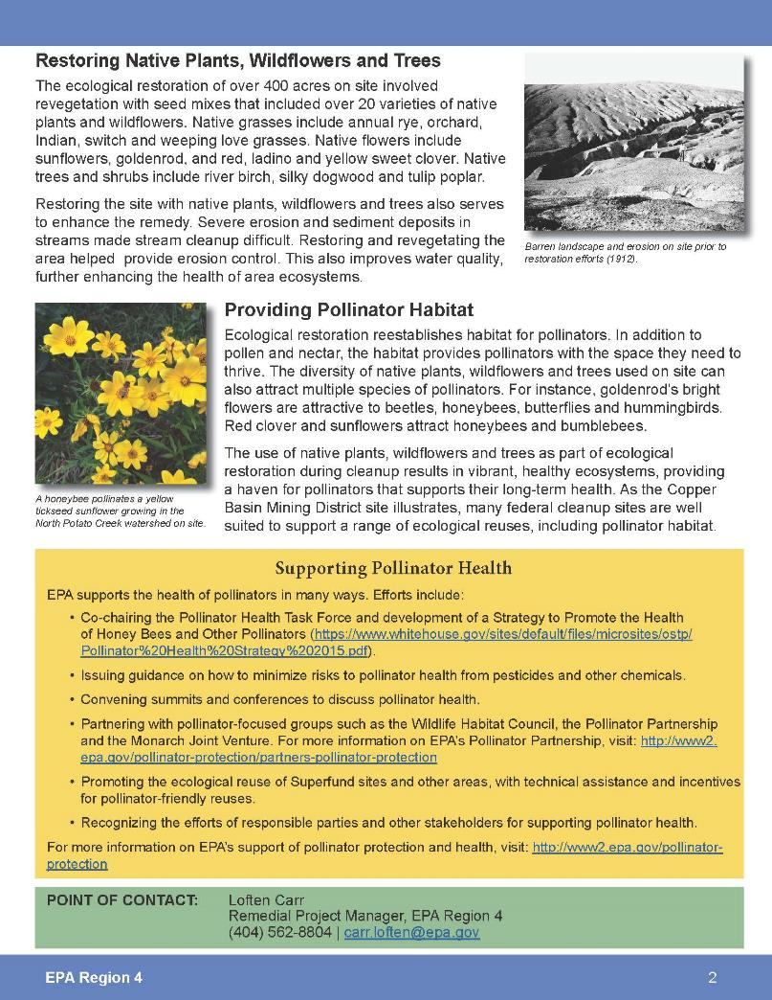 Restoring Native Plants, Wildflowers and Trees
The ecological restoration of over 400 acres on site involved
revegetation with seed mixes that included over 20 varieties of native
plants and wildflowers. Native grasses include annual rye, orchard,
Indian, switch and weeping love grasses. Native flowers include
sunflowers, goldenrod, and red, ladino and yellow sweet clover. Native
trees and shrubs include river birch, silky dogwood and tulip poplar.
Restoring the site with native plants, wildflowers and trees also serves
to enhance the remedy. Severe erosion and sediment deposits in
streams made stream cleanup difficult. Restoring and revegetating the
area helped provide erosion control. This also improves water quality,
further enhancing the health of area ecosystems.
Barren landscape and erosion on site prior to
restoration efforts (1912).
Providing Pollinator Habitat
Ecological restoration reestablishes habitat for pollinators. In addition to
pollen and nectar, the habitat provides pollinators with the space they need to
thrive. The diversity of native plants, wildflowers and trees used on site can
also attract multiple species of pollinators. For instance, goldenrod's bright
flowers are attractive to beetles, honeybees, butterflies and hummingbirds.
Red clover and sunflowers attract honeybees and bumblebees.
The use of native plants, wildflowers and trees as part of ecological
restoration during cleanup results in vibrant, healthy ecosystems, providing
a haven for pollinators that supports their long-term health. As the Copper
Basin Mining District site illustrates, many federal cleanup sites are well
suited to support a range of ecological reuses, including pollinator habitat.
A honeybee pollinates a yellow
tickseed sunflower growing in the
North Potato Creek watershed on site.
Supporting Pollinator Health
EPA supports the health of pollinators in many ways. Efforts include:
• Co-chairing the Pollinator Health Task Force and development of a Strategy to Promote the Health
of Honey Bees and Other Pollinators (https://www.whitehouse.gov/sites/default/files/microsites/ostp/
Pollinator%20Health%20Strategy%202015.pdf).
• Issuing guidance on how to minimize risks to pollinator health from pesticides and other chemicals.
• Convening summits and conferences to discuss pollinator health.
• Partnering with pollinator-focused groups such as the Wildlife Habitat Council, the Pollinator Partnership
and the Monarch Joint Venture. For more information on EPA's Pollinator Partnership, visit: http://www2.
epa.gov/pollinator-protection/partners-pollinator-protection
• Promoting the ecological reuse of Superfund sites and other areas, with technical assistance and incentives
for pollinator-friendly reuses.
• Recognizing the efforts of responsible parties and other stakeholders for supporting pollinator health.
For more information on EPA's support of pollinator protection and health, visit: http://www2.epa.gov/pollinator-
protection
POINT OF CONTACT: Loften Carr
Remedial Project Manager, EPA Region 4
(404) 562-8804 | carr.loften@epa.gov
EPA Region 4 2